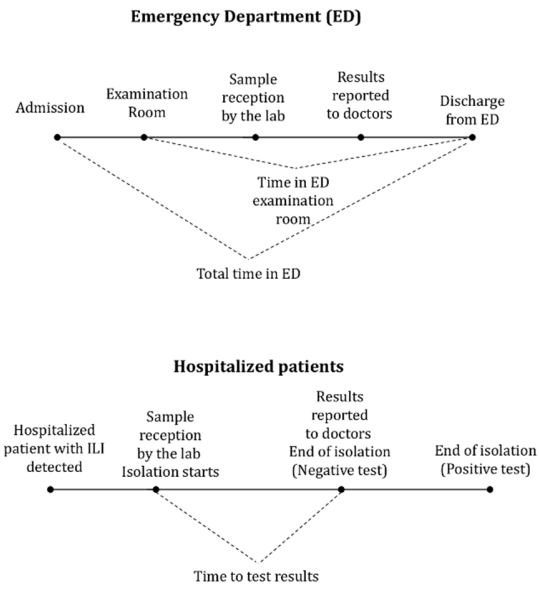 Emergency Department (ED)
Admission
Examination
Room
Sample
reception
by the lab
Results
reported
to doctors
Discharge
from ED
Time in ED
examination
room
Total time in ED
Hospitalized patients
Hospitalized
patient with ILI
detected
Sample
reception
by the lab
Isolation starts
Results
reported
to doctors
End of isolation
(Negative test)
End of isolation
(Positive test)
Time to test results